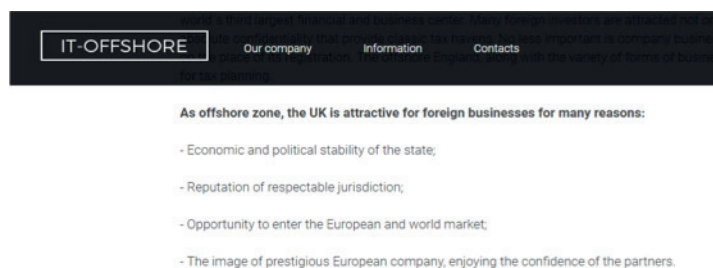 world's third largest financial and business center. Many foreign investors are attracted not
absolute confidentiality that provide classic tax havens. No less important is company
the place of its registration. The offshore England, along with the variety of forms of
for tax planning.
IT-OFFSHORE
Our company Information Contacts
As offshore zone, the UK is attractive for foreign businesses for many reasons:
- Economic and political stability of the state;
- Reputation of respectable jurisdiction;
- Opportunity to enter the European and world market;
- The image of prestigious European company, enjoying the confidence of the partners.